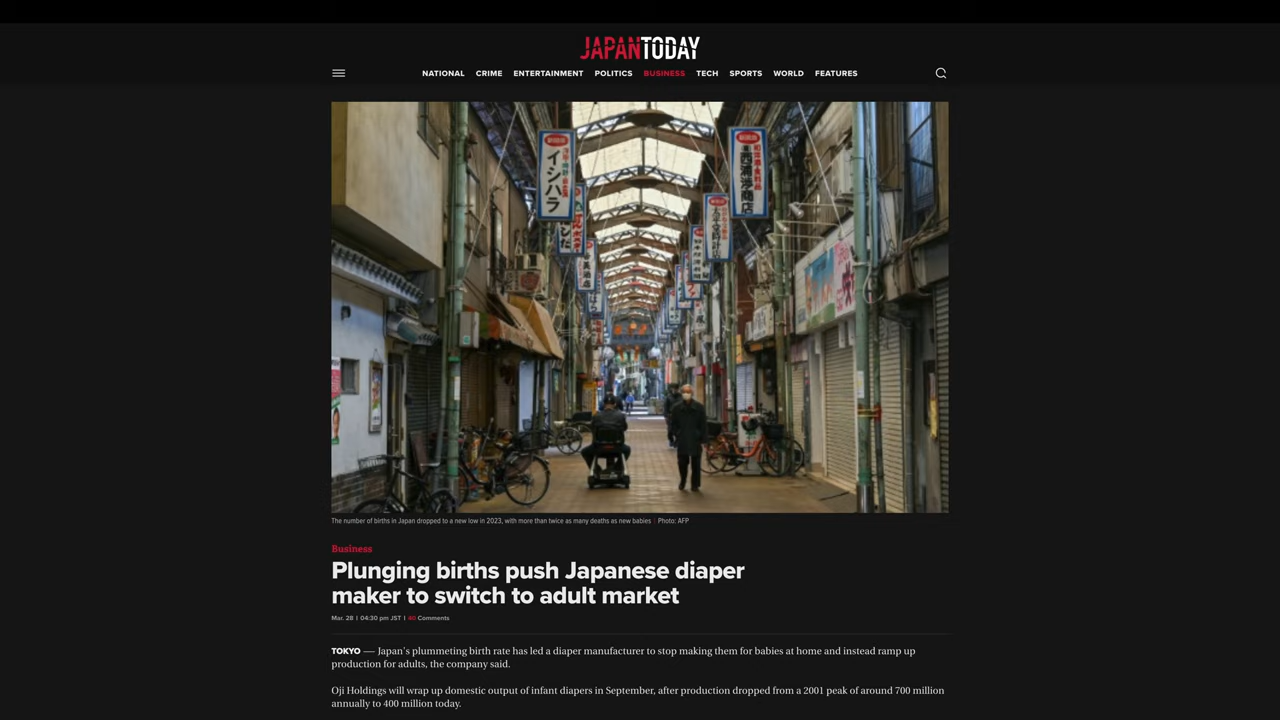 JAPANTODAY
NATIONAL CRIME ENTERTAINMENT POLITICS BUSINESS TECH SPORTS WORLD FEATURES
イシハラ
The number of births in Japan dropped to a new low in 2023, with more than twice as many deaths as new babies | Photo: AFP
Business
Plunging births push Japanese diaper
maker to switch to adult market
Mar. 28 | 04:30 pm JST | 40 Comments
TOKYO — Japan's plummeting birth rate has led a diaper manufacturer to stop making them for babies at home and instead ramp up
production for adults, the company said.
Oji Holdings will wrap up domestic output of infant diapers in September, after production dropped from a 2001 peak of around 700 million
annually to 400 million today.